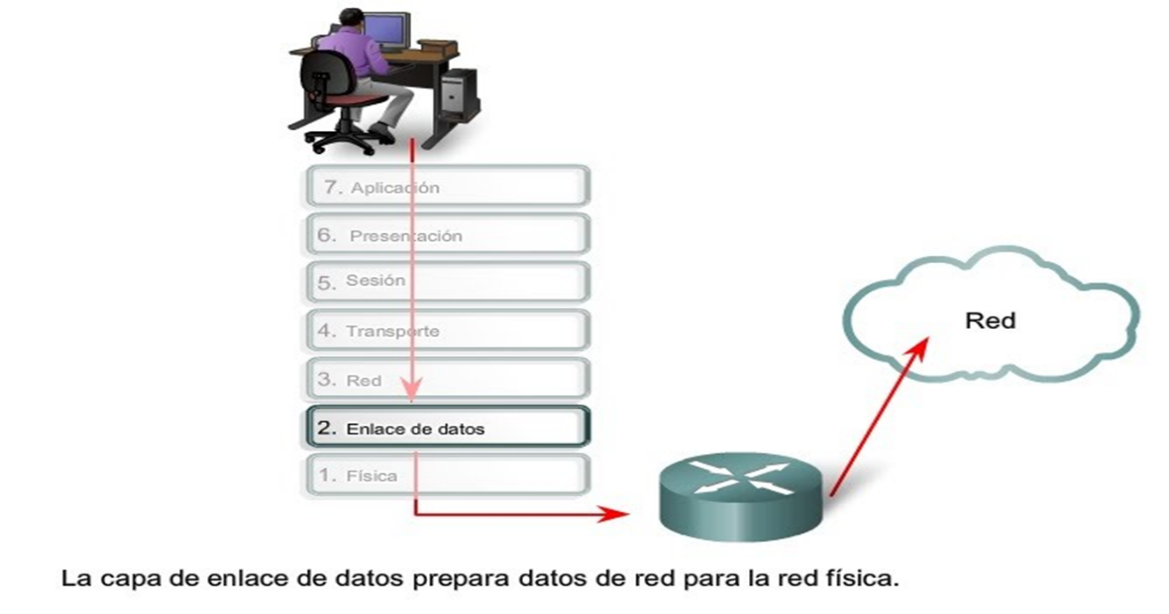 7. Aplicación
6. Presentación
5. Sesión
4. Transporte
3. Red
2. Enlace de datos
1. Física
Red
La capa de enlace de datos prepara datos de red para la red física.